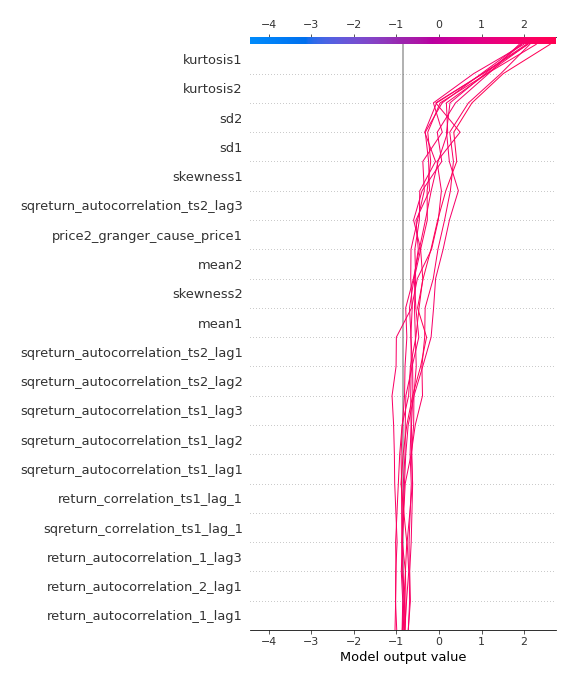 −4 −3 −2 −1 0 1 2
kurtosis1
kurtosis2
sd2
sd1
skewness1
sqreturn_autocorrelation_ts2_lag3
price2_granger_cause_price1
mean2
skewness2
mean1
sqreturn_autocorrelation_ts2_lag1
sqreturn_autocorrelation_ts2_lag2
sqreturn_autocorrelation_ts1_lag3
sqreturn_autocorrelation_ts1_lag2
sqreturn_autocorrelation_ts1_lag1
return_correlation_ts1_lag_1
sqreturn_correlation_ts1_lag_1
return_autocorrelation_1_lag3
return_autocorrelation_2_lag1
return_autocorrelation_1_lag1
−4 −3 −2 −1 0 1 2
Model output value